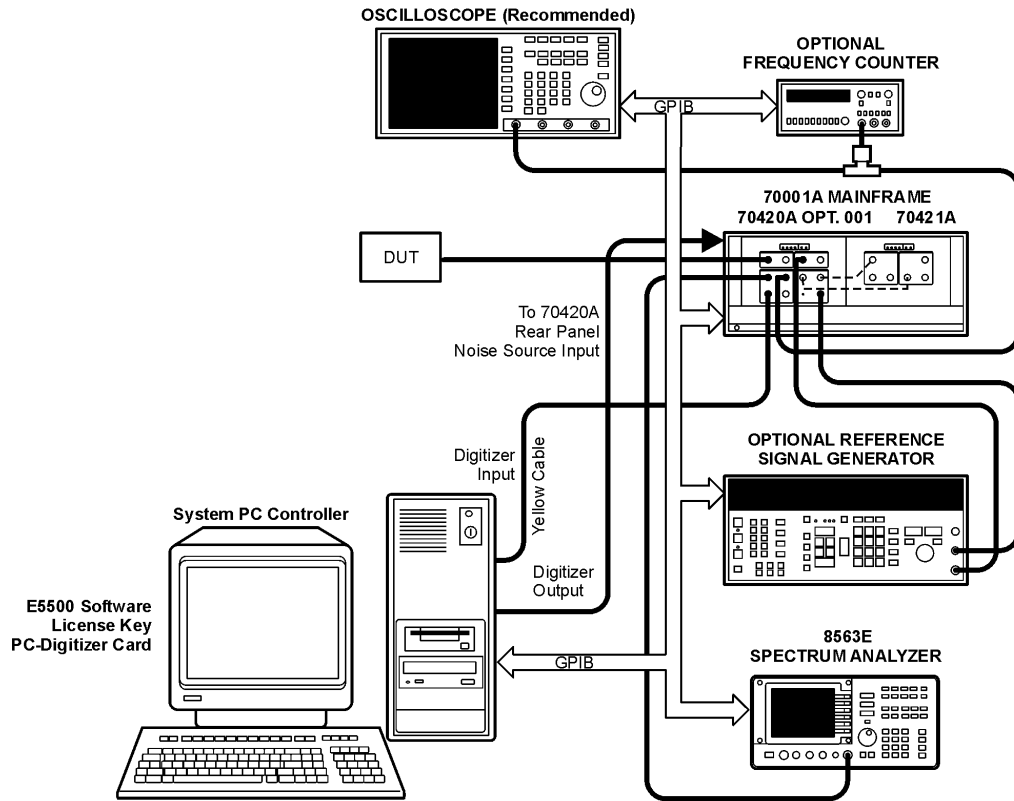 OSCILLOSCOPE (Recommended)
OPTIONAL
FREQUENCY COUNTER
GPIB
70001A MAINFRAME
70420A OPT. 001 70421A
DUT
To 70420A
Rear Panel
Noise Source Input
OPTIONAL REFERENCE
SIGNAL GENERATOR
Digitizer
Input
Yellow Cable
System PC Controller
Digitizer
Output
E5500 Software
License Key
PC-Digitizer Card
8563E
SPECTRUM ANALYZER
GPIB